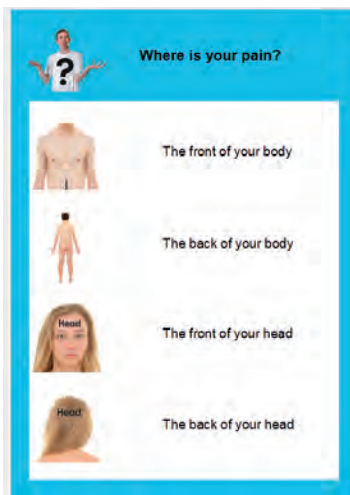 Where is your pain?
?
The front of your body
The back of your body
Head
The front of your head
Head
The back of your head